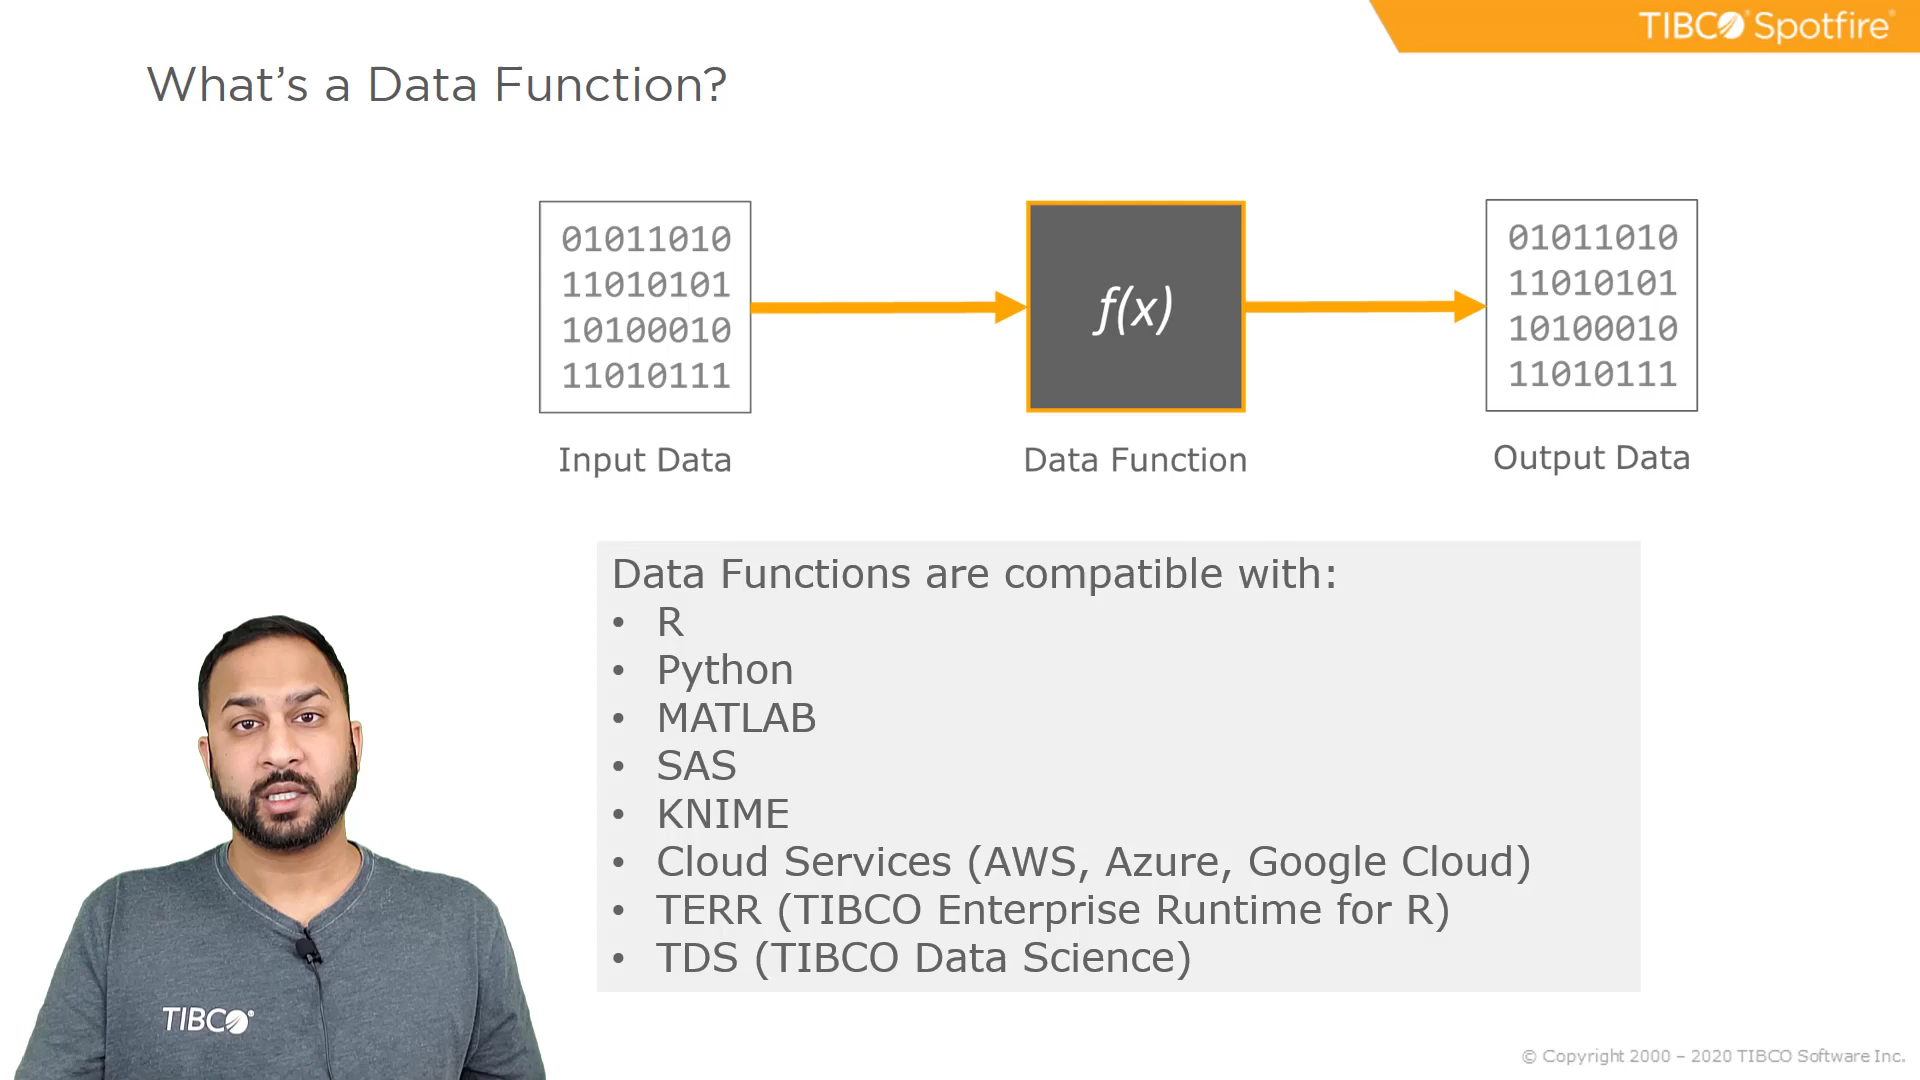 TIBCO® Spotfire®
What's a Data Function?
01011010
11010101
10100010
11010111
Input Data
f(x)
Data Function
01011010
11010101
10100010
11010111
Output Data
Data Functions are compatible with:
• R
• Python
• MATLAB
• SAS
• KNIME
• Cloud Services (AWS, Azure, Google Cloud)
• TERR (TIBCO Enterprise Runtime for R)
• TDS (TIBCO Data Science)
TIBCO®
© Copyright 2000 – 2020 TIBCO Software Inc.